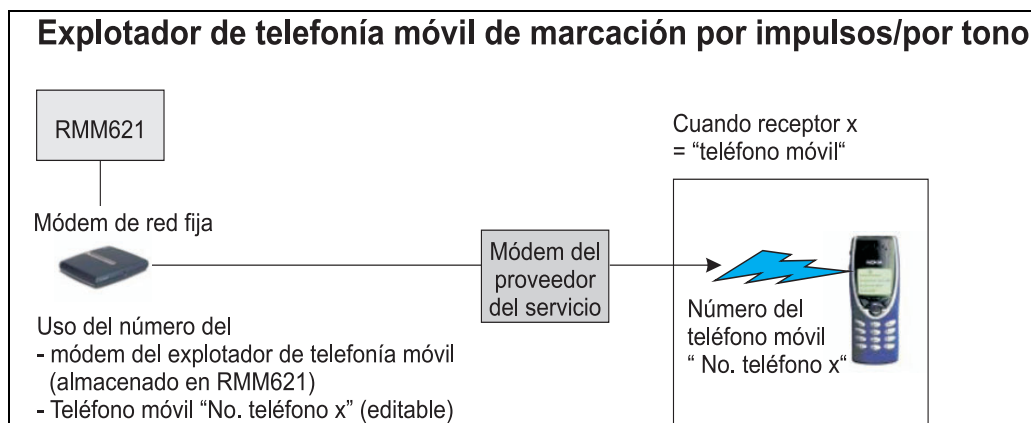 Explotador de telefonía móvil de marcación por impulsos/por tono
RMM621
Módem de red fija
Uso del número del
- módem del explotador de telefonía móvil
(almacenado en RMM621)
- Teléfono móvil “No. teléfono x” (editable)
Módem del
proveedor
del servicio
Cuando receptor x
= “teléfono móvil“
Número del
teléfono móvil
“ No. teléfono x“